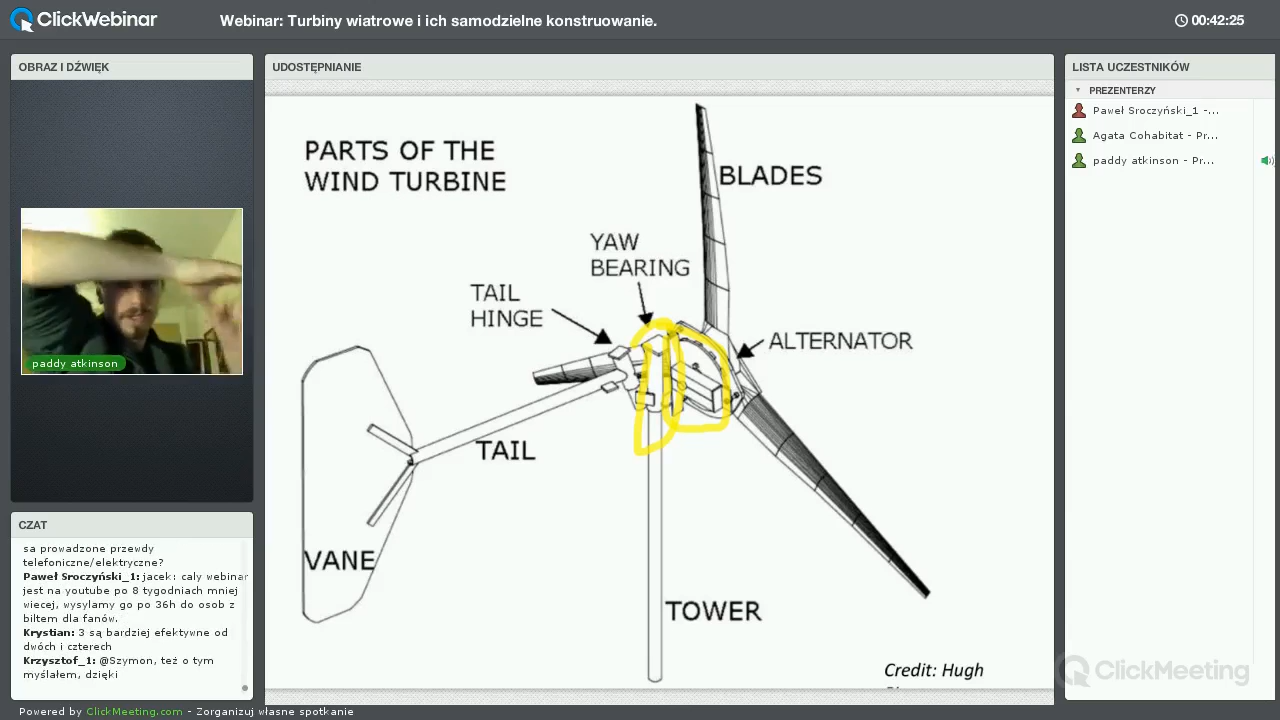 ClickWebinar
Webinar: Turbiny wiatrowe i ich samodzielne konstruowanie.
00:42:25
OBRAZ I DŹWIĘK
paddy atkinson
CZAT
sa prowadzone przewdy
telefoniczne/elektryczne?
Paweł Sroczyński_1: jacek: caly webinar
jest na youtube po 8 tygodniach mniej
wiecej, wysylamy go po 36h do osob z
biltem dla fanów.
Krystian: 3 są bardziej efektywne od
dwóch i czterech
Krzysztof_1: @Szymon, też o tym
myślałem, dzięki
UDOSTĘPNIANIE
PARTS OF THE
WIND TURBINE
BLADES
YAW
BEARING
TAIL
HINGE
ALTERNATOR
TAIL
VANE
TOWER
Credit: Hugh
LISTA UCZESTNIKÓW
PREZENTERZY
Paweł Sroczyński_1 -...
Agata Cohabitat - Pr...
paddy atkinson - Pr...
ClickMeeting
Powered by ClickMeeting.com - Zorganizuj własne spotkanie